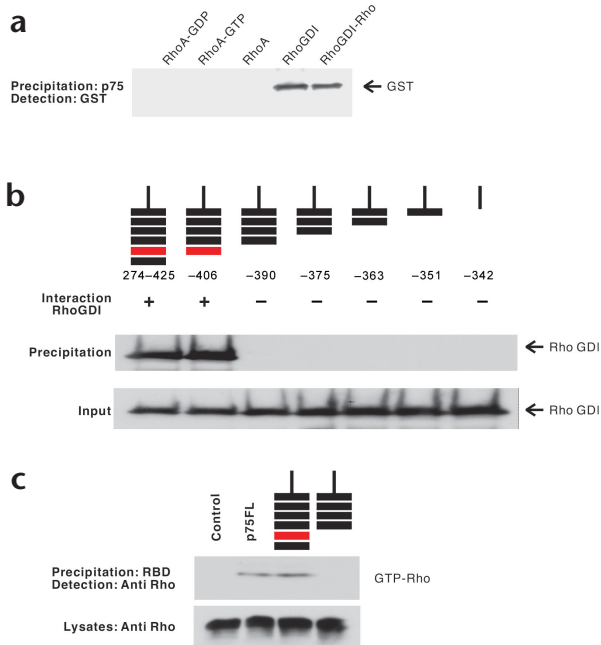 a
RhoA-GDP
RhoA-GTP
RhoA
RhoGDI
RhoGDI-Rho
Precipitation: p75
Detection: GST
GST
b
274–425 –406 –390 –375 –363 –351 –342
Interaction
RhoGDI
+ + – – – – –
Precipitation
Rho GDI
Input
Rho GDI
c
Control
p75FL
Precipitation: RBD
Detection: Anti Rho
GTP-Rho
Lysates: Anti Rho